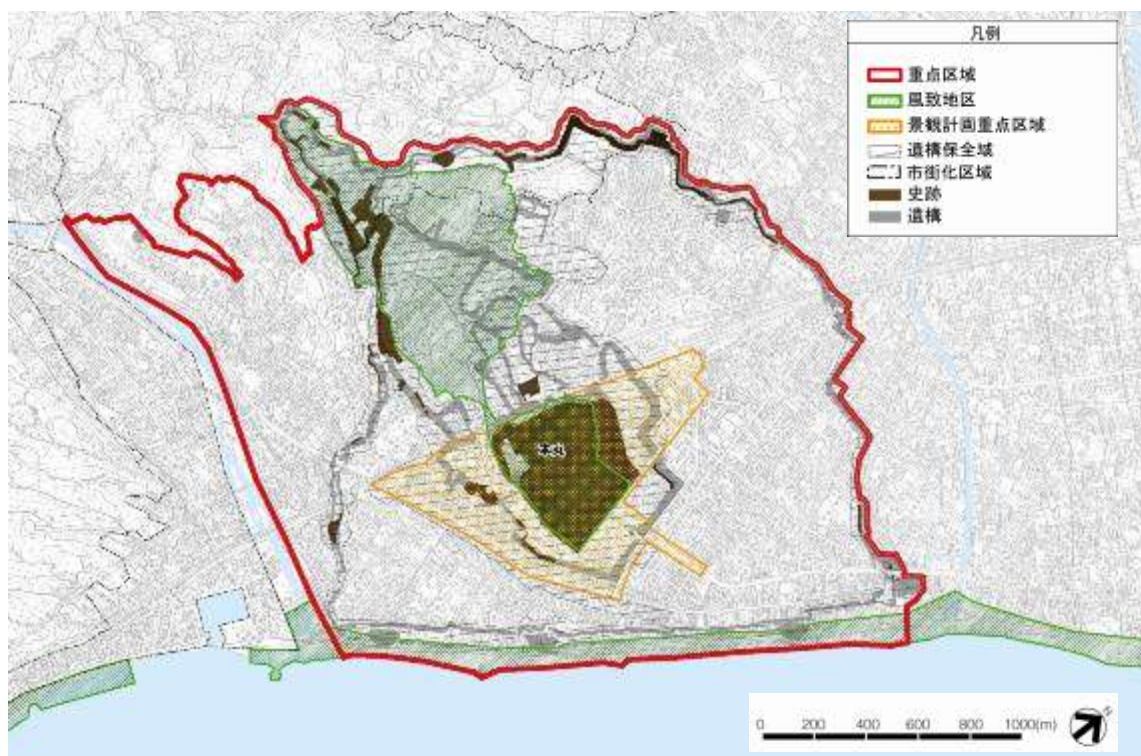 凡例
重点区域
風致地区
景観計画重点区域
遺構保全域
市街化区域
史跡
遺構
本丸
0 200 400 600 800 1000(m)
N